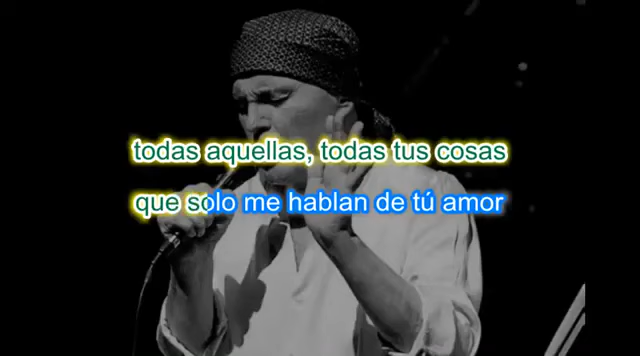 todas aquellas, todas tus cosas
que solo me hablan de tú amor